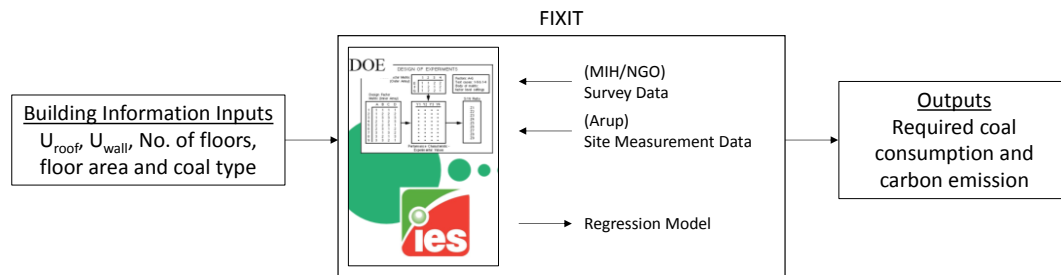 FIXIT
Building Information Inputs
Uroof, Uwall, No. of floors,
floor area and coal type
DOE
DESIGN OF EXPERIMENTS
(MIH/NGO)
Survey Data
(Arup)
Site Measurement Data
ies
Regression Model
Outputs
Required coal
consumption and
carbon emission